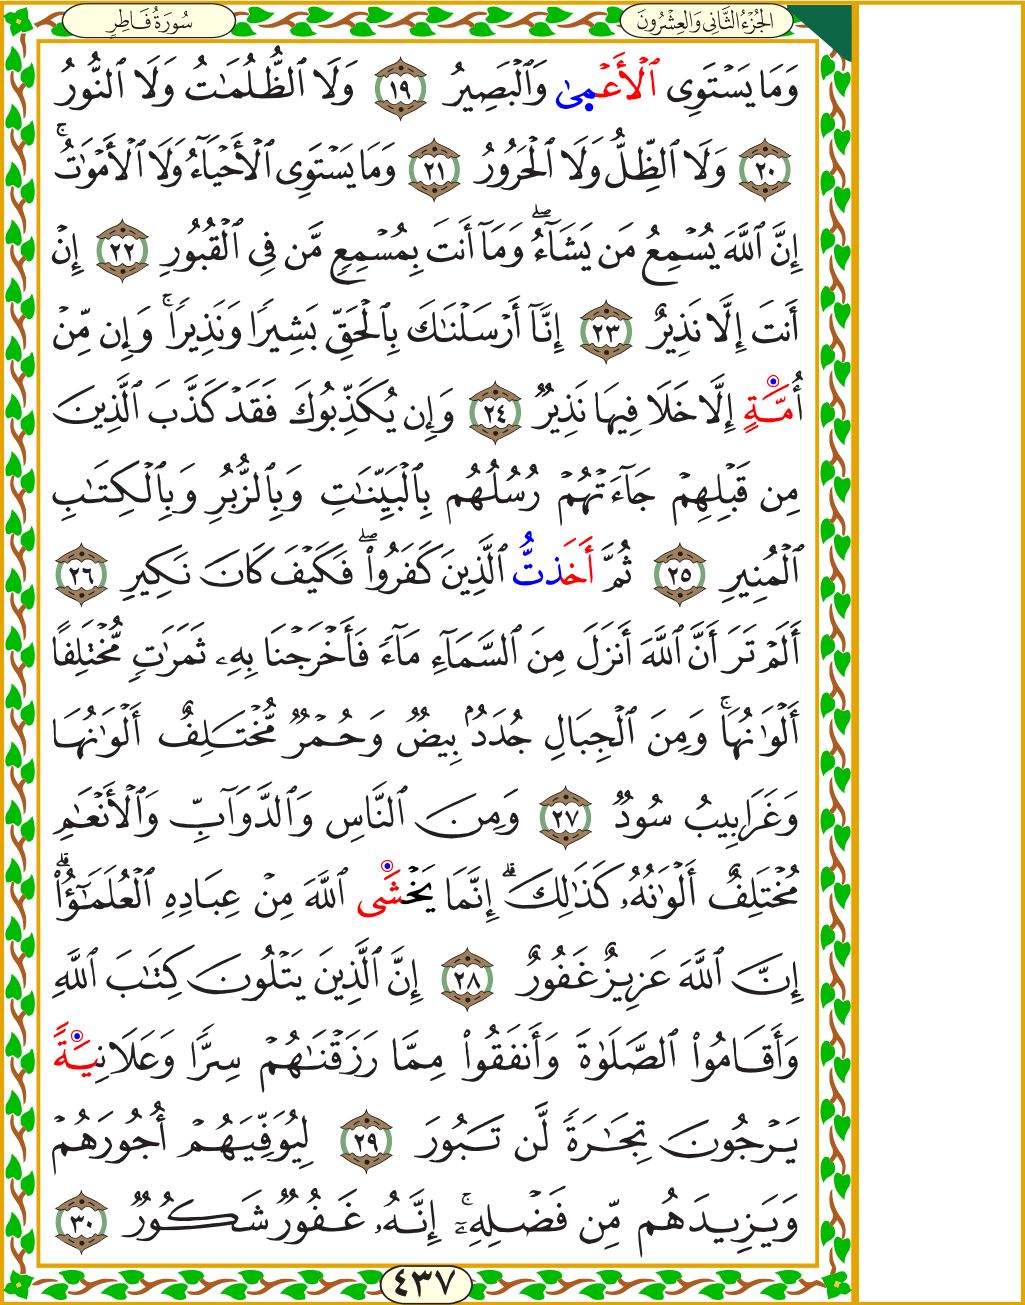 الجُزْءُ الثَّانِي وَالعِشْرُونَ
سُورَةُ فَاطِرٍ
وَمَا يَسْتَوِى ٱلْأَعْمَىٰ وَٱلْبَصِيرُ ١٩ وَلَا ٱلظُّلُمَٰتُ وَلَا ٱلنُّورُ
٢٠ وَلَا ٱلظِّلُّ وَلَا ٱلْحَرُورُ ٢١ وَمَا يَسْتَوِى ٱلْأَحْيَآءُ وَلَا ٱلْأَمْوَٰتُۚ
إِنَّ ٱللَّهَ يُسْمِعُ مَن يَشَآءُۖ وَمَآ أَنتَ بِمُسْمِعٍ مَّن فِى ٱلْقُبُورِ ٢٢ إِنْ
أَنتَ إِلَّا نَذِيرٌ ٢٣ إِنَّآ أَرْسَلْنَٰكَ بِٱلْحَقِّ بَشِيرًا وَنَذِيرًاۚ وَإِن مِّنْ
أُمَّةٍ إِلَّا خَلَا فِيهَا نَذِيرٌ ٢٤ وَإِن يُكَذِّبُوكَ فَقَدْ كَذَّبَ ٱلَّذِينَ
مِن قَبْلِهِمْ جَآءَتْهُمْ رُسُلُهُم بِٱلْبَيِّنَٰتِ وَبِٱلزُّبُرِ وَبِٱلْكِتَٰبِ
ٱلْمُنِيرِ ٢٥ ثُمَّ أَخَذتُّ ٱلَّذِينَ كَفَرُوا۟ۖ فَكَيْفَ كَانَ نَكِيرِ ٢٦
أَلَمْ تَرَ أَنَّ ٱللَّهَ أَنزَلَ مِنَ ٱلسَّمَآءِ مَآءً فَأَخْرَجْنَا بِهِۦ ثَمَرَٰتٍ مُّخْتَلِفًا
أَلْوَٰنُهَاۚ وَمِنَ ٱلْجِبَالِ جُدَدٌۢ بِيضٌ وَحُمْرٌ مُّخْتَلِفٌ أَلْوَٰنُهَا
وَغَرَابِيبُ سُودٌ ٢٧ وَمِنَ ٱلنَّاسِ وَٱلدَّوَآبِّ وَٱلْأَنْعَٰمِ
مُخْتَلِفٌ أَلْوَٰنُهُۥ كَذَٰلِكَۗ إِنَّمَا يَخْشَى ٱللَّهَ مِنْ عِبَادِهِ ٱلْعُلَمَٰٓؤُا۟ۗ
إِنَّ ٱللَّهَ عَزِيزٌ غَفُورٌ ٢٨ إِنَّ ٱلَّذِينَ يَتْلُونَ كِتَٰبَ ٱللَّهِ
وَأَقَامُوا۟ ٱلصَّلَوٰةَ وَأَنفَقُوا۟ مِمَّا رَزَقْنَٰهُمْ سِرًّا وَعَلَانِيَةً
يَرْجُونَ تِجَٰرَةً لَّن تَبُورَ ٢٩ لِيُوَفِّيَهُمْ أُجُورَهُمْ
وَيَزِيدَهُم مِّن فَضْلِهِۦٓۚ إِنَّهُۥ غَفُورٌ شَكُورٌ ٣٠
٤٣٧